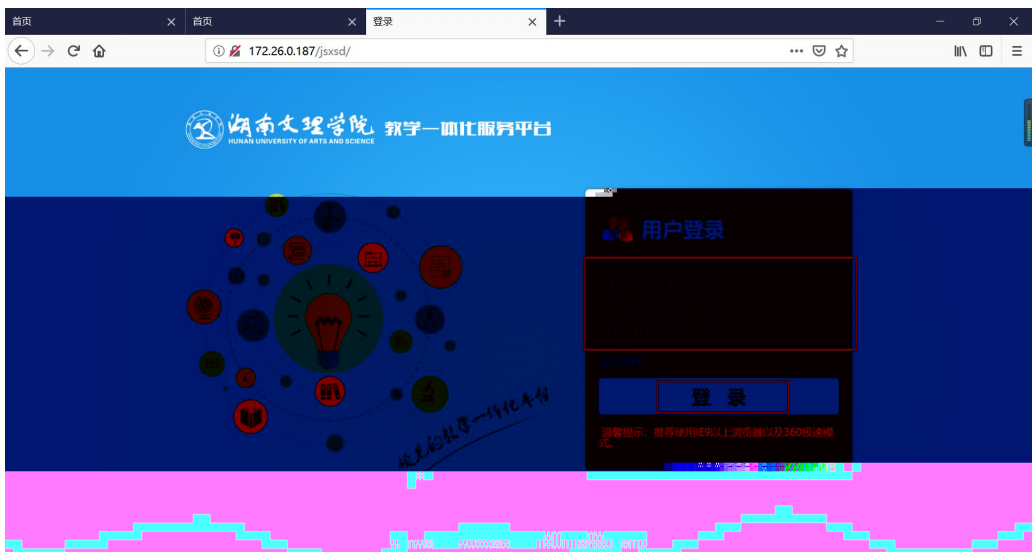 首页
首页
登录
172.26.0.187/jsxsd/
湖南文理学院 教学一体化服务平台
HUNAN UNIVERSITY OF ARTS AND SCIENCE
用户登录
登 录
温馨提示：推荐使用IE9以上浏览器以及360极速模
式。